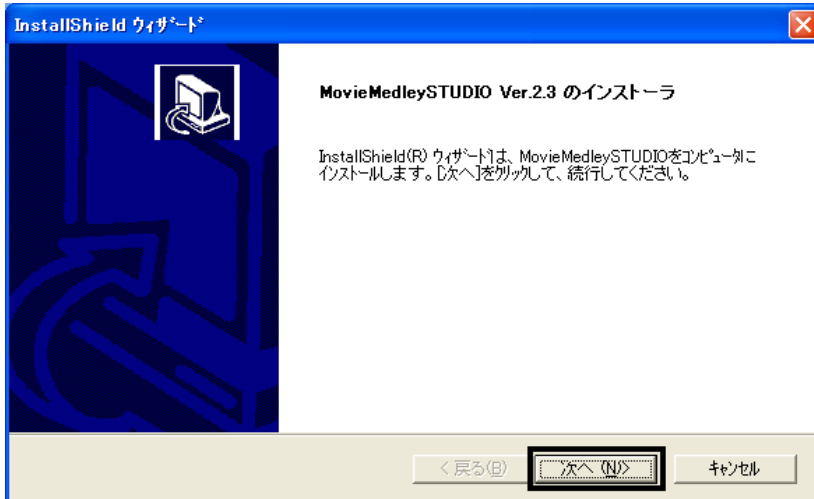 InstallShield ウィザード
MovieMedleySTUDIO Ver.2.3 のインストーラ
InstallShield(R) ウィザードは、MovieMedleySTUDIOをコンピュータに
インストールします。[次へ]をクリックして、続行してください。
< 戻る(B) 次へ (N)> キャンセル